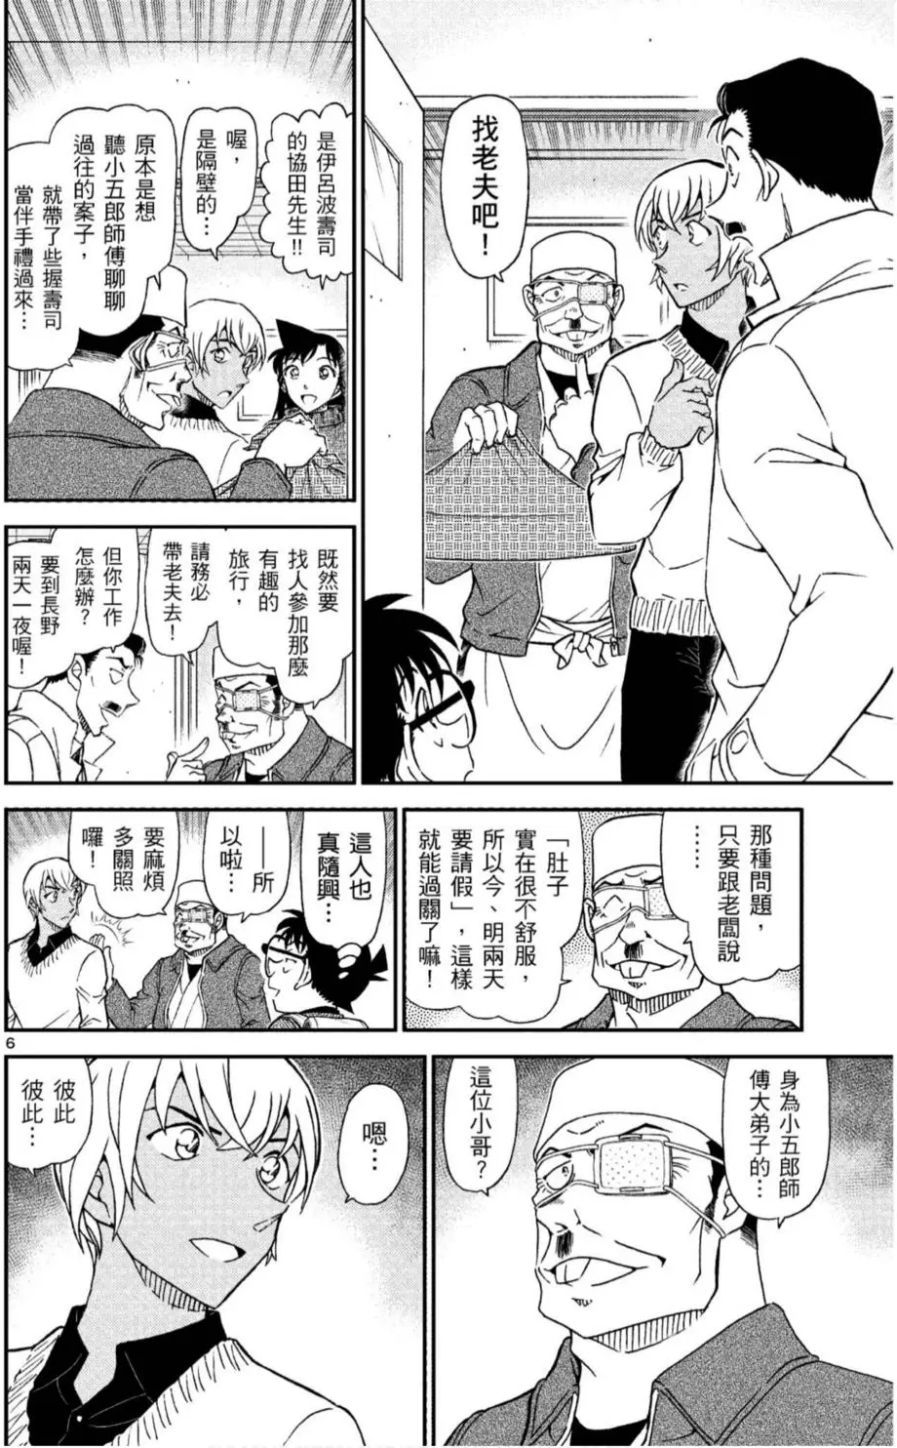 找老夫吧！
是伊呂波壽司
的協田先生!!
喔，
是隔壁的…
原本是想
聽小五郎師傅聊聊
過往的案子，
就帶了些握壽司
當伴手禮過來…
既然要
找人參加那麼
有趣的
旅行，
請務必
帶老夫去！
但你工作
怎麼辦？
要到長野
兩天一夜喔！
那種問題，
只要跟老闆說
……
「肚子
實在很不舒服，
所以今、明兩天
要請假」，這樣
就能過關了嘛！
這人也
真隨興…
——所
以啦…
要麻煩
多關照
囉！
6
身為小五郎師
傅大弟子的…
這位小哥？
嗯…
彼此
彼此…